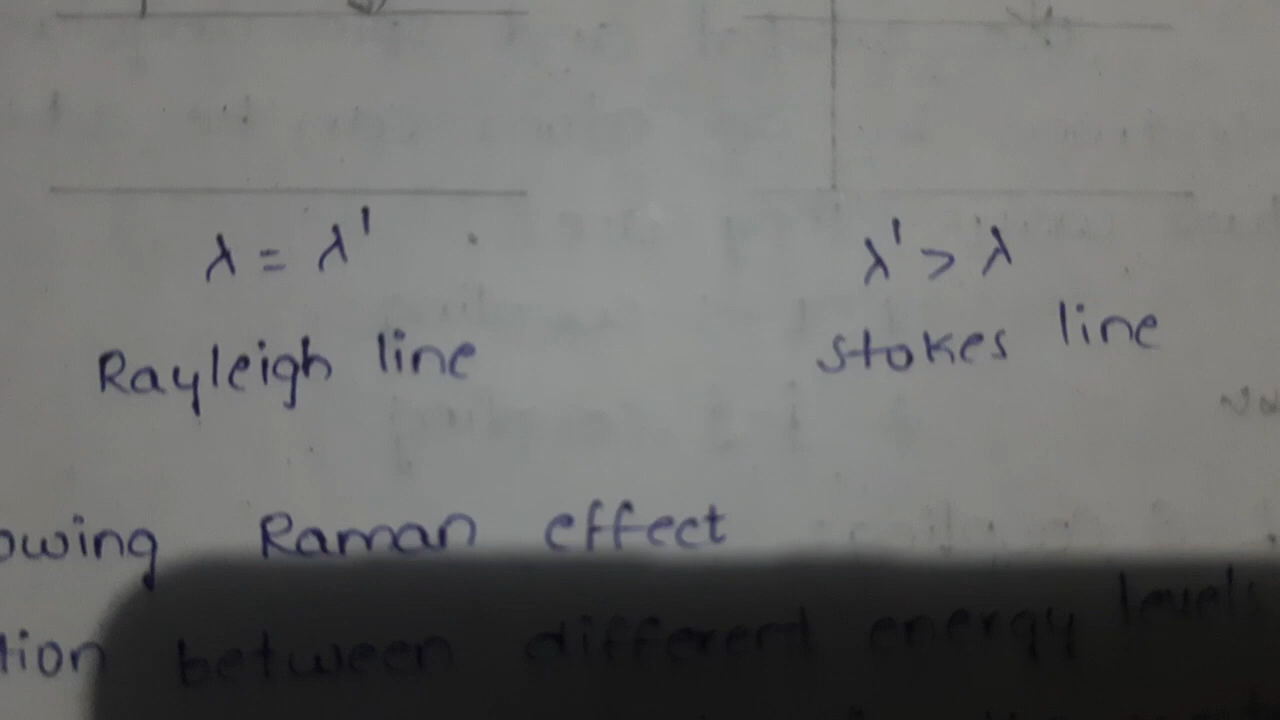 λ = λ' λ' > λ
Rayleigh line stokes line
owing Raman effect
tion between different energy levels